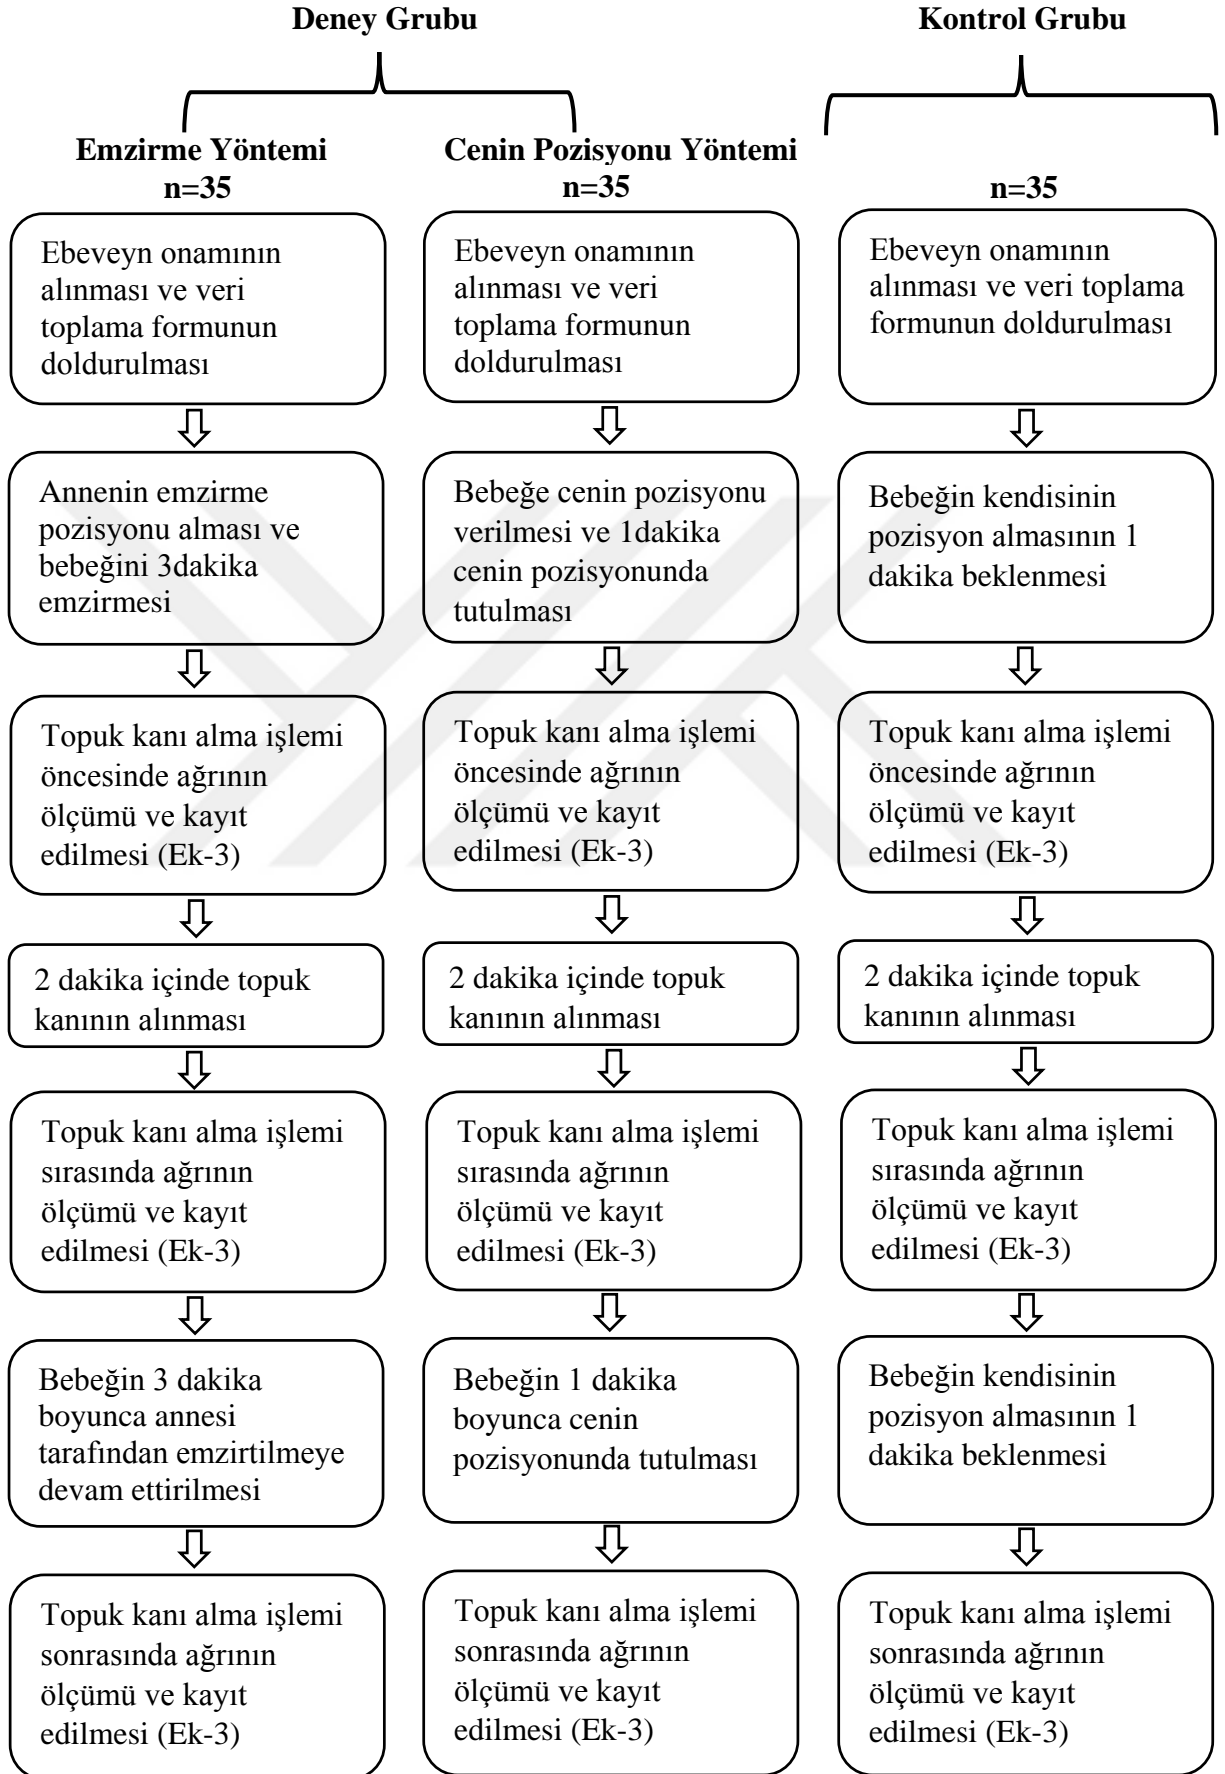 Deney Grubu
Kontrol Grubu
Emzirme Yöntemi
n=35
Cenin Pozisyonu Yöntemi
n=35
n=35
Ebeveyn onamının
alınması ve veri
toplama formunun
doldurulması
Ebeveyn onamının
alınması ve veri
toplama formunun
doldurulması
Ebeveyn onamının
alınması ve veri toplama
formunun doldurulması
Annenin emzirme
pozisyonu alması ve
bebeğini 3dakika
emzirmesi
Bebeğe cenin pozisyonu
verilmesi ve 1dakika
cenin pozisyonunda
tutulması
Bebeğin kendisinin
pozisyon almasının 1
dakika beklenmesi
Topuk kanı alma işlemi
öncesinde ağrının
ölçümü ve kayıt
edilmesi (Ek-3)
Topuk kanı alma işlemi
öncesinde ağrının
ölçümü ve kayıt
edilmesi (Ek-3)
Topuk kanı alma işlemi
öncesinde ağrının
ölçümü ve kayıt
edilmesi (Ek-3)
2 dakika içinde topuk
kanının alınması
2 dakika içinde topuk
kanının alınması
2 dakika içinde topuk
kanının alınması
Topuk kanı alma işlemi
sırasında ağrının
ölçümü ve kayıt
edilmesi (Ek-3)
Topuk kanı alma işlemi
sırasında ağrının
ölçümü ve kayıt
edilmesi (Ek-3)
Topuk kanı alma işlemi
sırasında ağrının
ölçümü ve kayıt
edilmesi (Ek-3)
Bebeğin 3 dakika
boyunca annesi
tarafından emzirtilmeye
devam ettirilmesi
Bebeğin 1 dakika
boyunca cenin
pozisyonunda tutulması
Bebeğin kendisinin
pozisyon almasının 1
dakika beklenmesi
Topuk kanı alma işlemi
sonrasında ağrının
ölçümü ve kayıt
edilmesi (Ek-3)
Topuk kanı alma işlemi
sonrasında ağrının
ölçümü ve kayıt
edilmesi (Ek-3)
Topuk kanı alma işlemi
sonrasında ağrının
ölçümü ve kayıt
edilmesi (Ek-3)